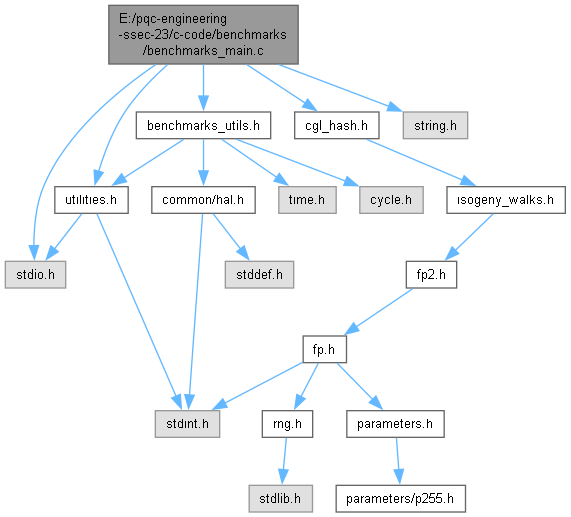 E:/pqc-engineering
-ssec-23/c-code/benchmarks
/benchmarks_main.c
benchmarks_utils.h
cgl_hash.h
string.h
utilities.h
common/hal.h
time.h
cycle.h
isogeny_walks.h
stdio.h
stddef.h
fp2.h
fp.h
stdint.h
rng.h
parameters.h
stdlib.h
parameters/p255.h